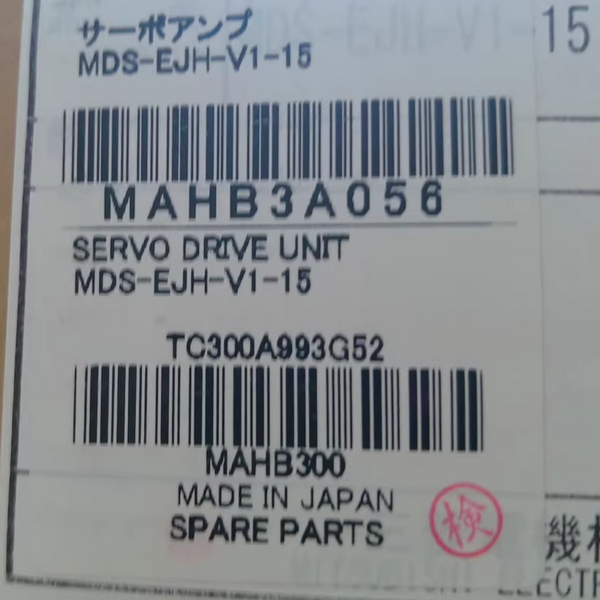 サーボアンプ
MDS-EJH-V1-15
-15
MAHB3A056
SERVO DRIVE UNIT
MDS-EJH-V1-15
TC300A993G52
MAHB300
MADE IN JAPAN
SPARE PARTS
検
幾